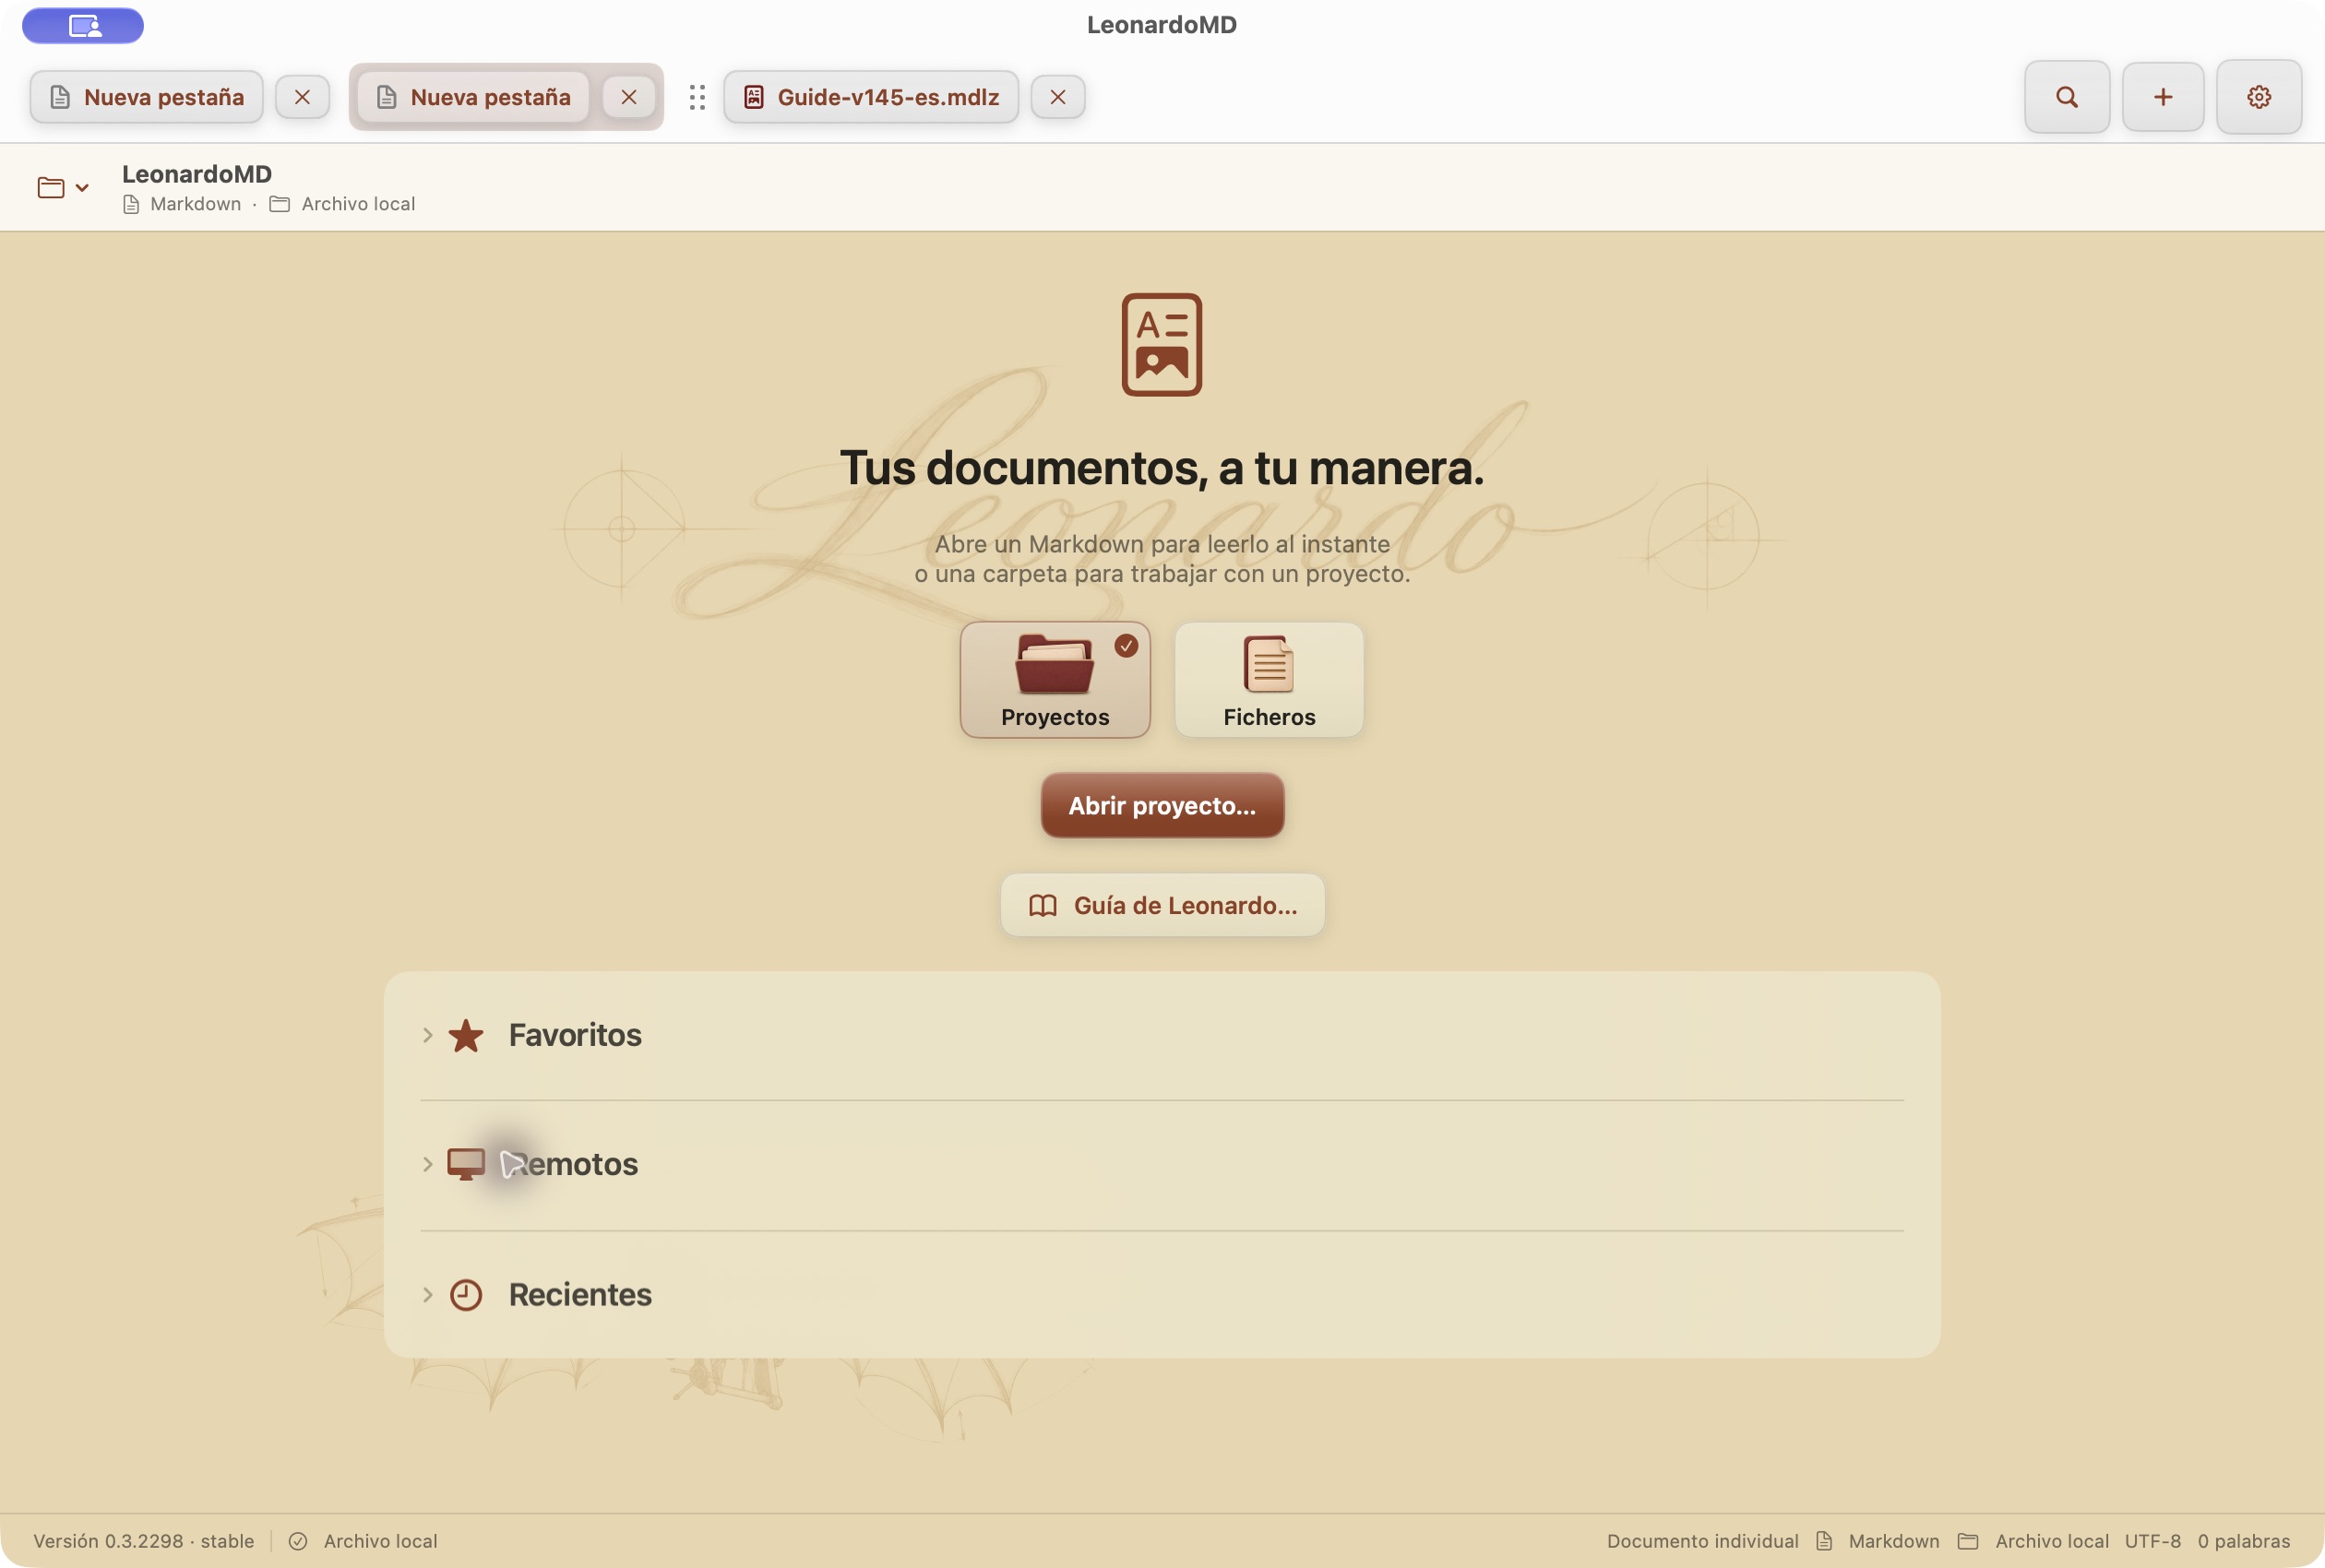 LeonardoMD
Nueva pestaña
Nueva pestaña
Guide-v145-es.mdlz
LeonardoMD
Markdown · Archivo local
Leonardo
Tus documentos, a tu manera.
Abre un Markdown para leerlo al instante
o una carpeta para trabajar con un proyecto.
Proyectos
Ficheros
Abrir proyecto...
Guía de Leonardo...
Favoritos
Remotos
Recientes
Versión 0.3.2298 · stable
Archivo local
Documento individual Markdown Archivo local UTF-8 0 palabras